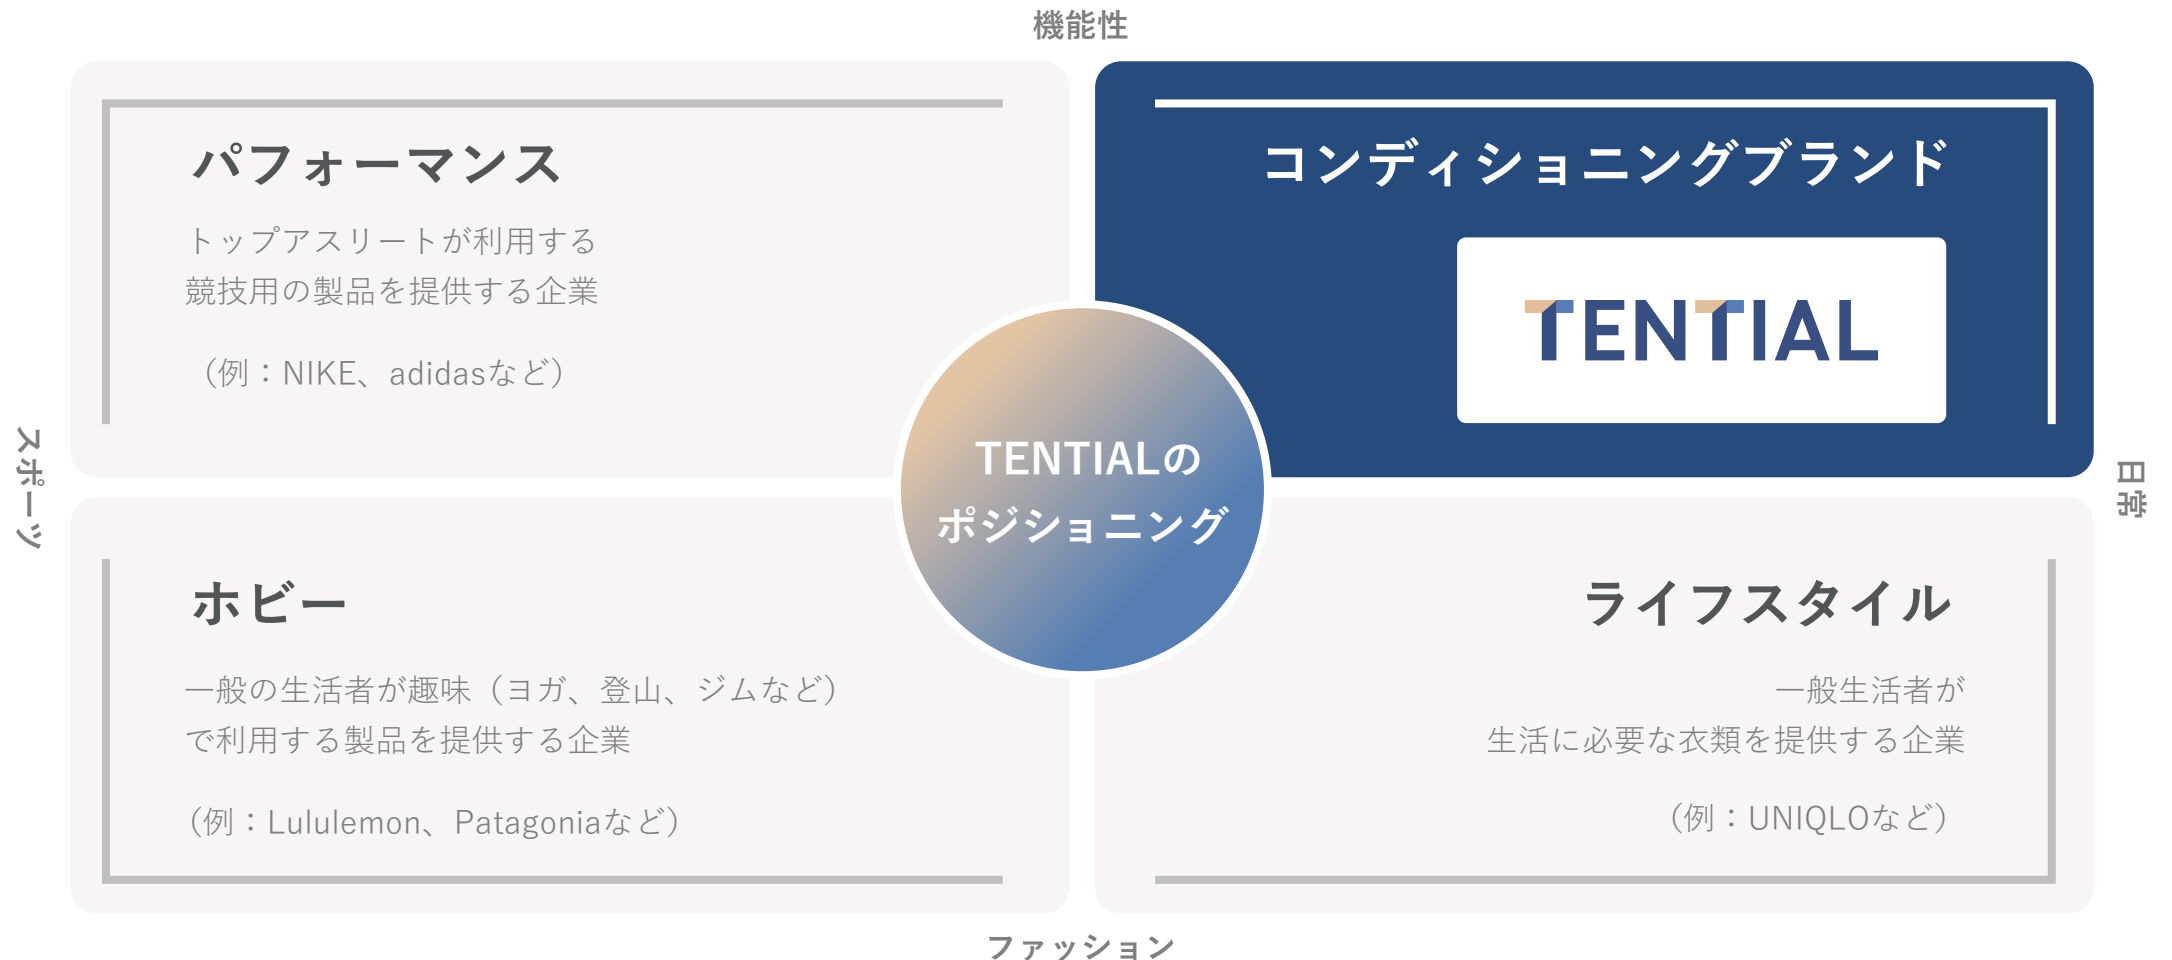 機能性
パフォーマンス
トップアスリートが利用する
競技用の製品を提供する企業
（例：NIKE、adidasなど）
コンディショニングブランド
TENTIAL
スポーツ
TENTIALの
ポジショニング
日常
ホビー
一般の生活者が趣味（ヨガ、登山、ジムなど）
で利用する製品を提供する企業
（例：Lululemon、Patagoniaなど）
ライフスタイル
一般生活者が
生活に必要な衣類を提供する企業
（例：UNIQLOなど）
ファッション